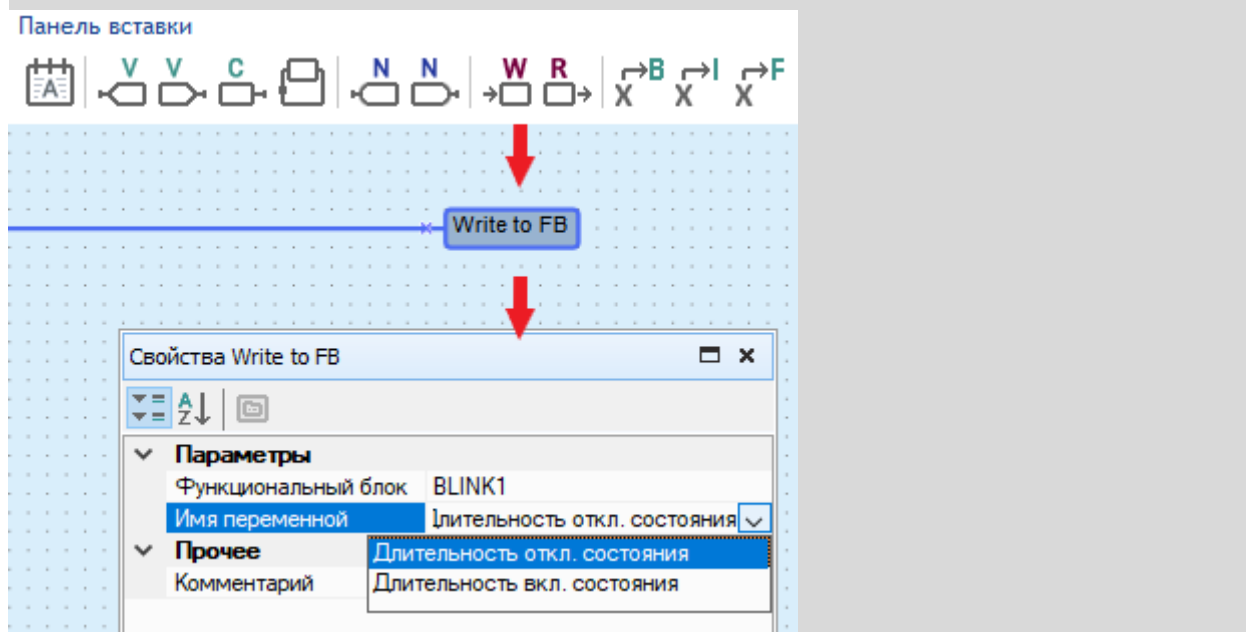 Панель вставки
A V V C N N W R B I F
X X X
Write to FB
Свойства Write to FB
A
Z
Параметры
Функциональный блок BLINK1
Имя переменной Длительность откл. состояния
Прочее Длительность откл. состояния
Комментарий Длительность вкл. состояния